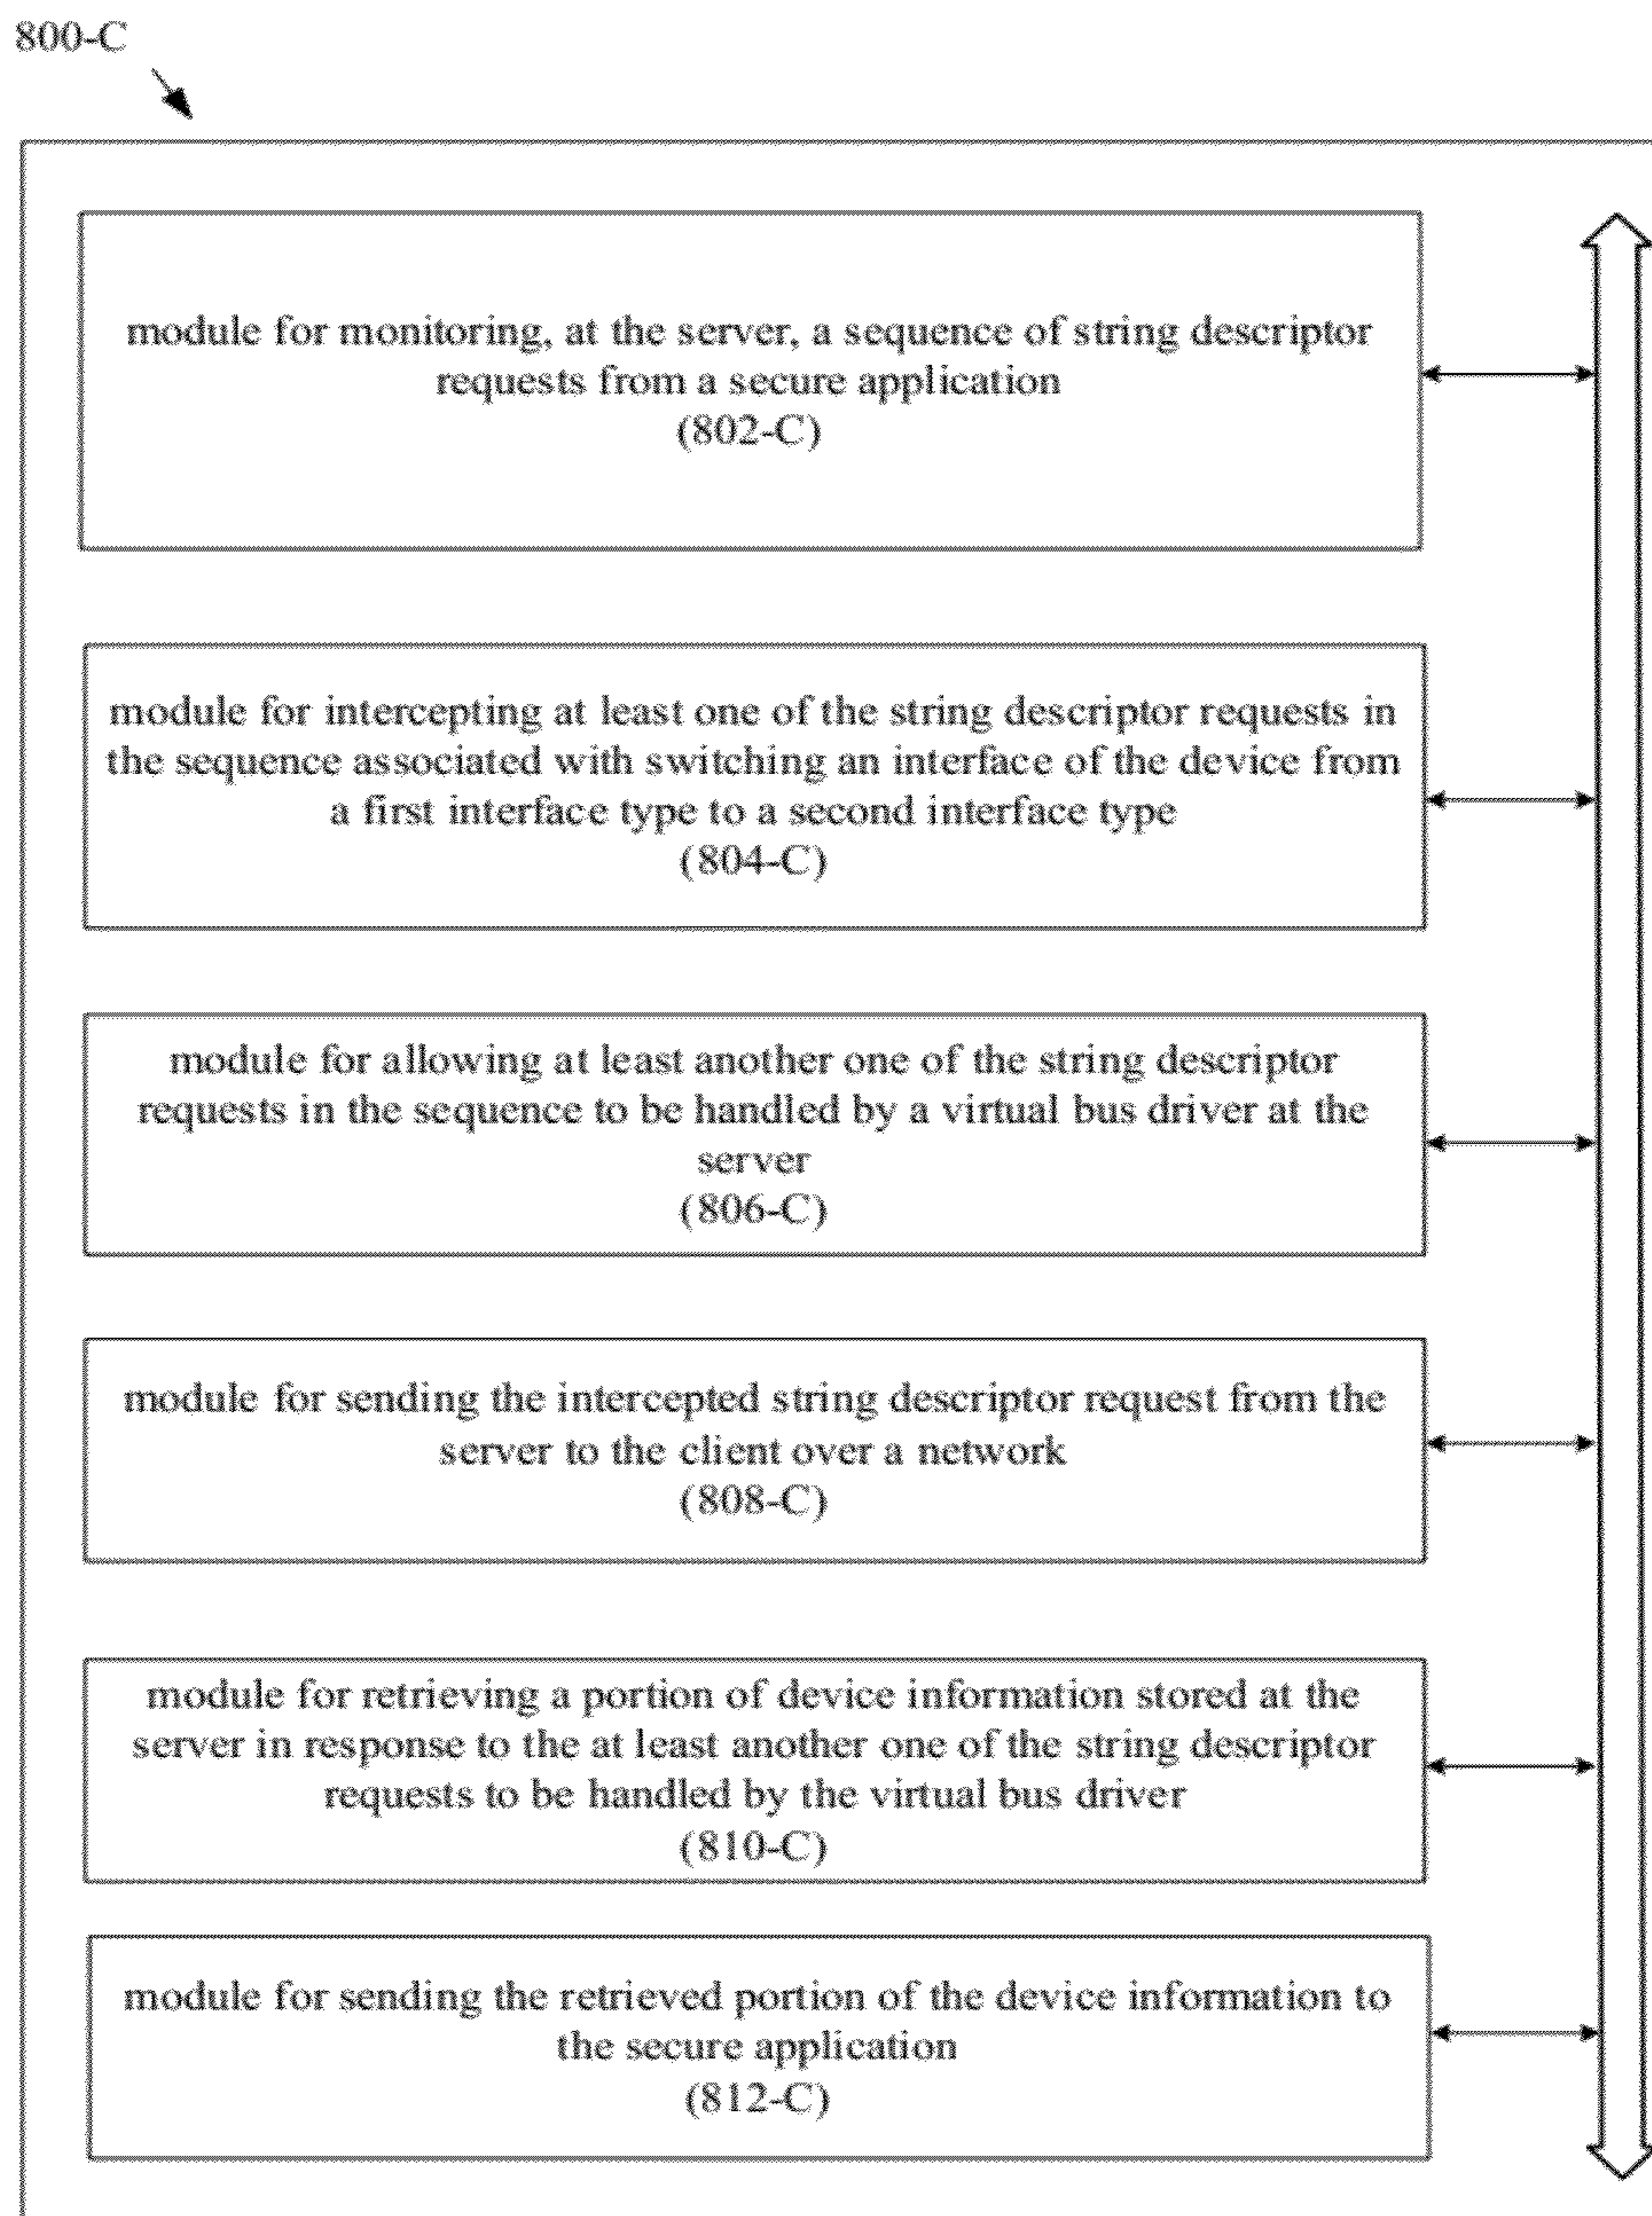 800-C
module for monitoring, at the server, a sequence of string descriptor
requests from a secure application
(802-C)
module for intercepting at least one of the string descriptor requests in
the sequence associated with switching an interface of the device from
a first interface type to a second interface type
(804-C)
module for allowing at least another one of the string descriptor
requests in the sequence to be handled by a virtual bus driver at the
server
(806-C)
module for sending the intercepted string descriptor request from the
server to the client over a network
(808-C)
module for retrieving a portion of device information stored at the
server in response to the at least another one of the string descriptor
requests to be handled by the virtual bus driver
(810-C)
module for sending the retrieved portion of the device information to
the secure application
(812-C)